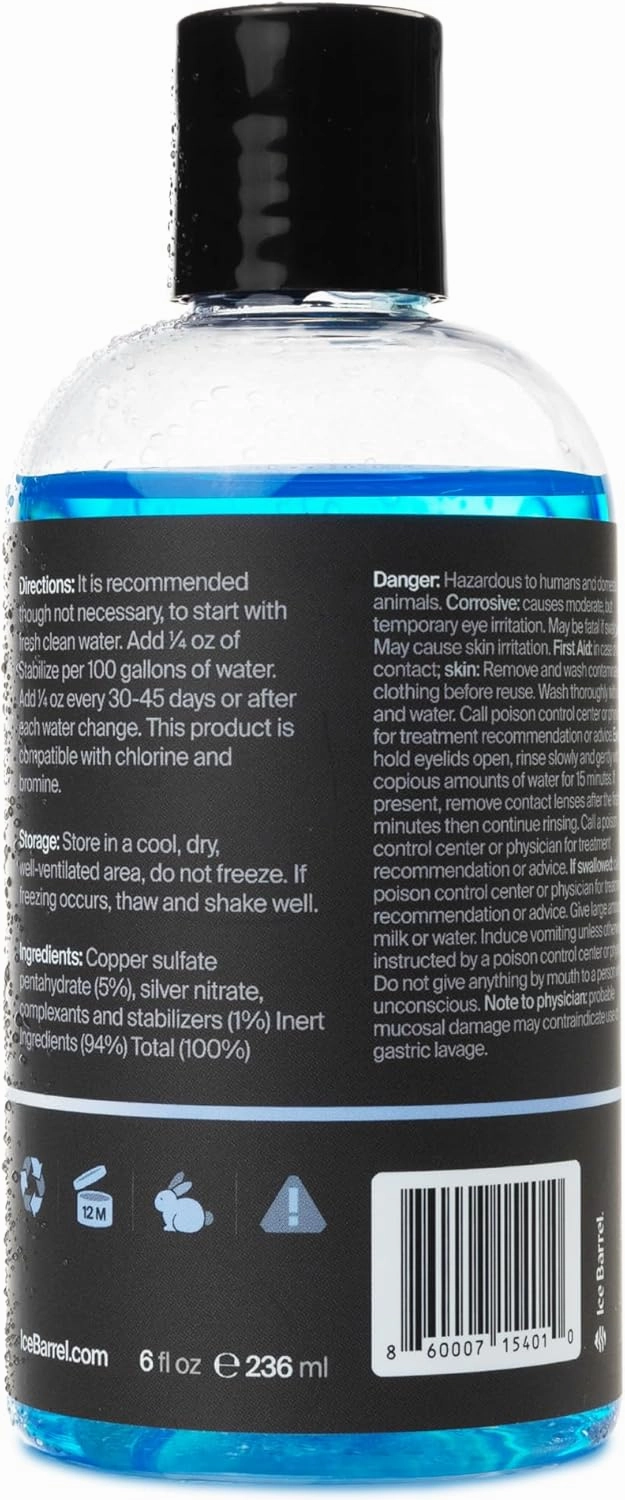 Directions: It is recommended
though not necessary, to start with
fresh clean water. Add ¼ oz of
Stabilize per 100 gallons of water.
Add ¼ oz every 30-45 days or after
each water change. This product is
compatible with chlorine and
bromine.
Storage: Store in a cool, dry,
well-ventilated area, do not freeze. If
freezing occurs, thaw and shake well.
Ingredients: Copper sulfate
pentahydrate (5%), silver nitrate,
complexants and stabilizers (1%) Inert
Ingredients (94%) Total (100%)
Danger: Hazardous to humans and
animals. Corrosive: causes moderate, but
temporary eye irritation. May be fatal if
May cause skin irritation. First Aid: in case
contact; skin: Remove and wash
clothing before reuse. Wash thoroughly
and water. Call poison control center or
for treatment recommendation or advice.
hold eyelids open, rinse slowly and gently
copious amounts of water for 15 minutes. If
present, remove contact lenses after the
minutes then continue rinsing. Call a
control center or physician for treatment
recommendation or advice. If swallowed:
poison control center or physician for
recommendation or advice. Give large
milk or water. Induce vomiting unless
instructed by a poison control center or
Do not give anything by mouth to a
unconscious. Note to physician: probable
mucosal damage may contraindicate use
gastric lavage.
12 M
IceBarrel.com
6 fl oz ℮ 236 ml
8 60007 15401 0
Ice Barrel.